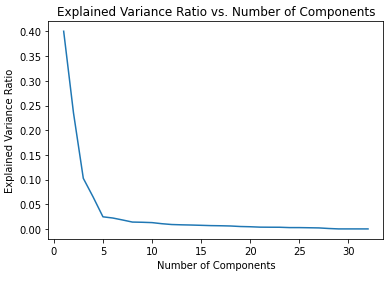 Explained Variance Ratio vs. Number of Components
Explained Variance Ratio
0.40
0.35
0.30
0.25
0.20
0.15
0.10
0.05
0.00
0 5 10 15 20 25 30
Number of Components